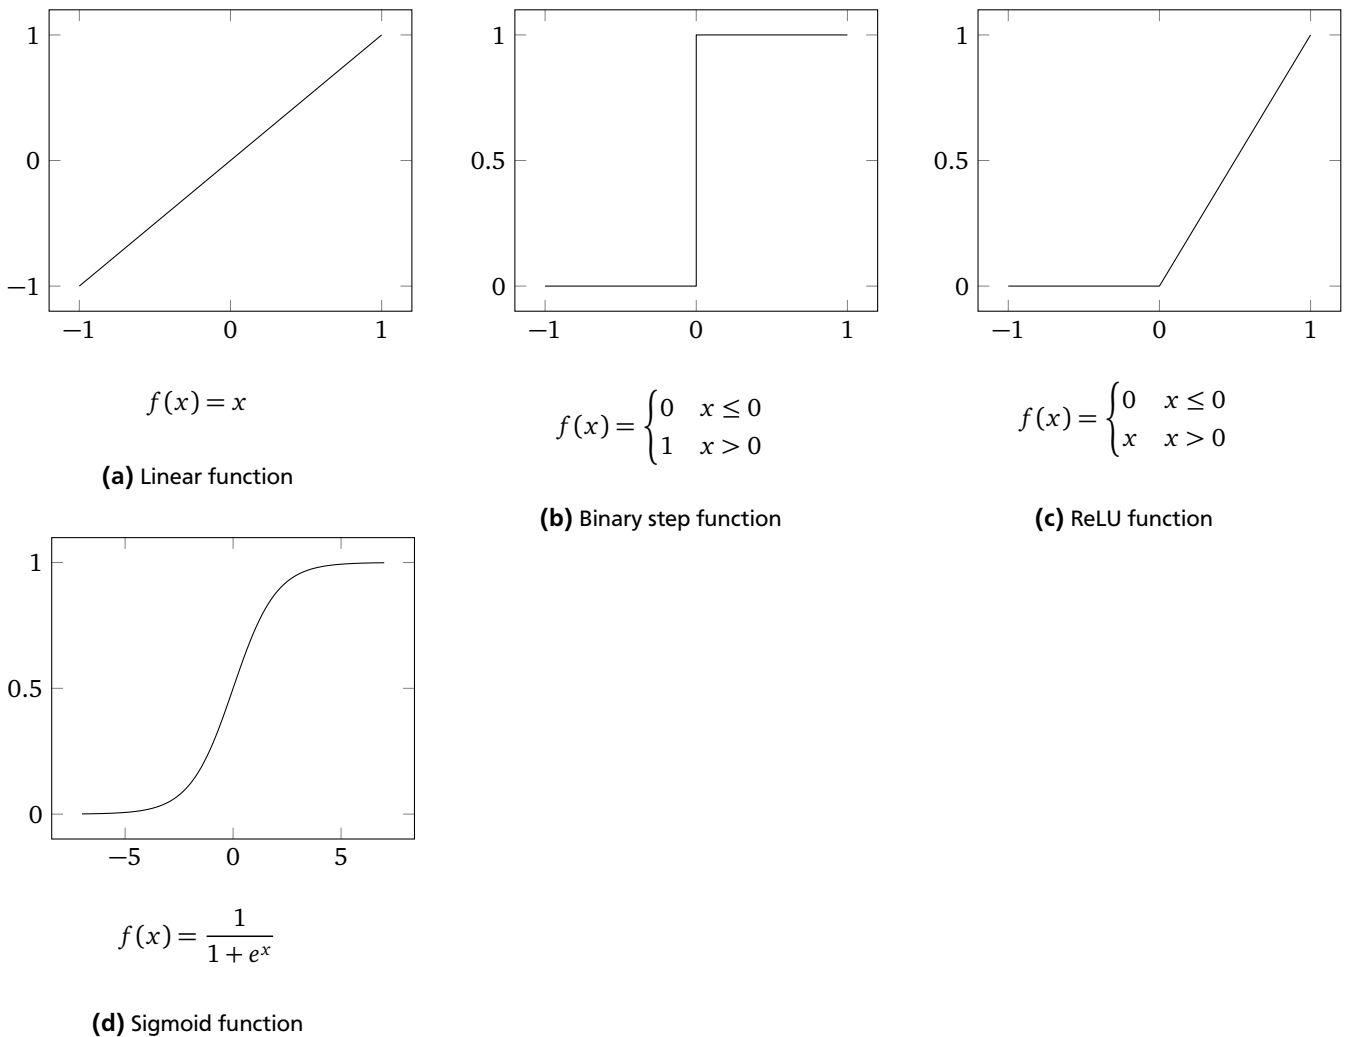 1
0
−1
−1 0 1
f(x) = x
(a) Linear function
1
0.5
0
−1 0 1
f(x) = { 0 x ≤ 0
1 x > 0
(b) Binary step function
1
0.5
0
−1 0 1
f(x) = { 0 x ≤ 0
x x > 0
(c) ReLU function
1
0.5
0
−5 0 5
f(x) = 1
1 + e^x
(d) Sigmoid function